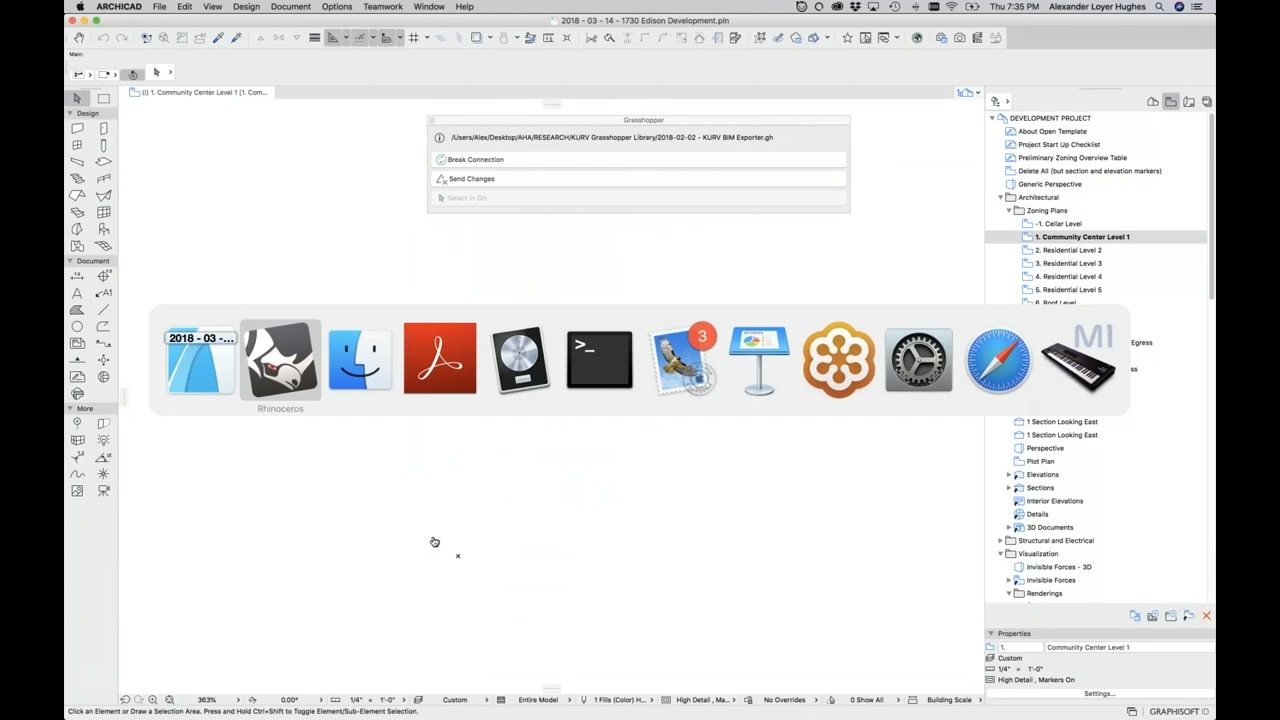 ARCHICAD File Edit View Design Document Options Teamwork Window Help
Thu 7:35 PM Alexander Loyer Hughes
2018 - 03 - 14 - 1730 Edison Development.pln
Main:
(I) 1. Community Center Level 1 [1. Com...
Design
Document
More
Grasshopper
/Users/Alex/Desktop/AHA/RESEARCH/KURV Grasshopper Library/2018-02-02 - KURV BIM Exporter.gh
Break Connection
Send Changes
Select in GH
2018 - 03 -...
3
MI
Rhinoceros
DEVELOPMENT PROJECT
About Open Template
Project Start Up Checklist
Preliminary Zoning Overview Table
Delete All (but section and elevation markers)
Generic Perspective
Architectural
Zoning Plans
-1. Cellar Level
1. Community Center Level 1
2. Residential Level 2
3. Residential Level 3
4. Residential Level 4
5. Residential Level 5
6. Roof Level
Egress
1 Section Looking East
1 Section Looking East
Perspective
Plot Plan
Elevations
Sections
Interior Elevations
Details
3D Documents
Structural and Electrical
Visualization
Invisible Forces - 3D
Invisible Forces
Renderings
Properties
1. Community Center Level 1
Custom
1/4" = 1'-0"
High Detail, Markers On
Settings...
363% 0.00° 1/4" = 1'-0" Custom Entire Model 1 Fills (Color) H... High Detail, Ma... No Overrides 0 Show All Building Scale
Click an Element or Draw a Selection Area. Press and Hold Ctrl+Shift to Toggle Element/Sub-Element Selection.
GRAPHISOFT ID